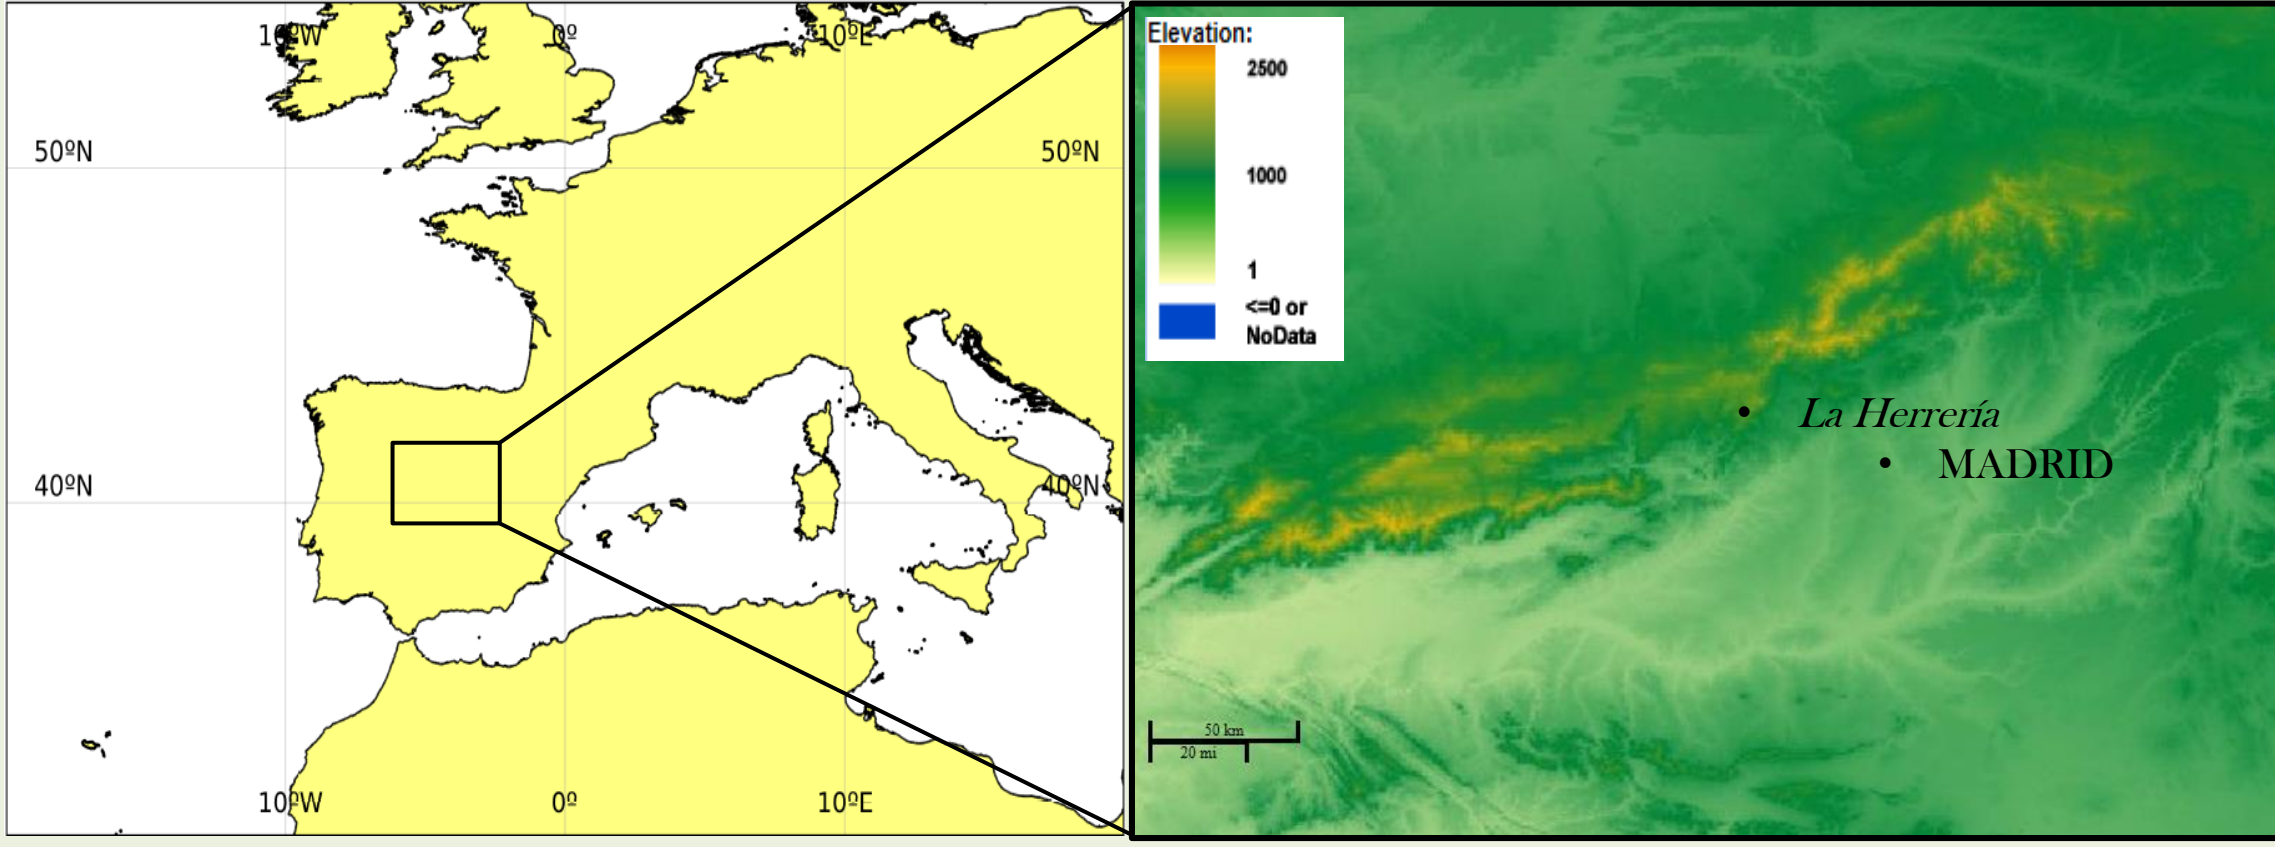 10ºW
0º
10ºE
50ºN
50ºN
40ºN
40ºN
10ºW
0º
10ºE
Elevation:
2500
1000
1
<=0 or
NoData
La Herrería
MADRID
50 km
20 mi